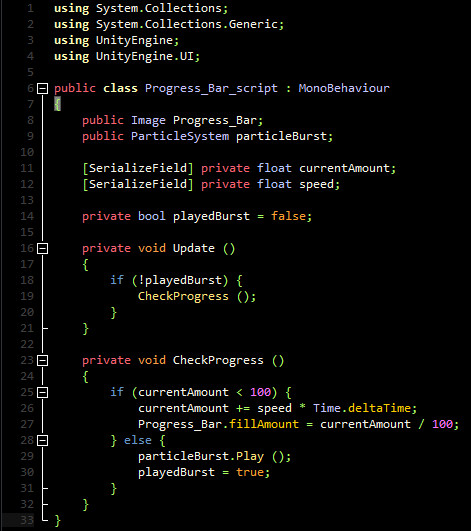 1 using System.Collections;
2 using System.Collections.Generic;
3 using UnityEngine;
4 using UnityEngine.UI;
5
6 public class Progress_Bar_script : MonoBehaviour
7 {
8 public Image Progress_Bar;
9 public ParticleSystem particleBurst;
10
11 [SerializeField] private float currentAmount;
12 [SerializeField] private float speed;
13
14 private bool playedBurst = false;
15
16 private void Update ()
17 {
18 if (!playedBurst) {
19 CheckProgress ();
20 }
21 }
22
23 private void CheckProgress ()
24 {
25 if (currentAmount < 100) {
26 currentAmount += speed * Time.deltaTime;
27 Progress_Bar.fillAmount = currentAmount / 100;
28 } else {
29 particleBurst.Play ();
30 playedBurst = true;
31 }
32 }
33 }